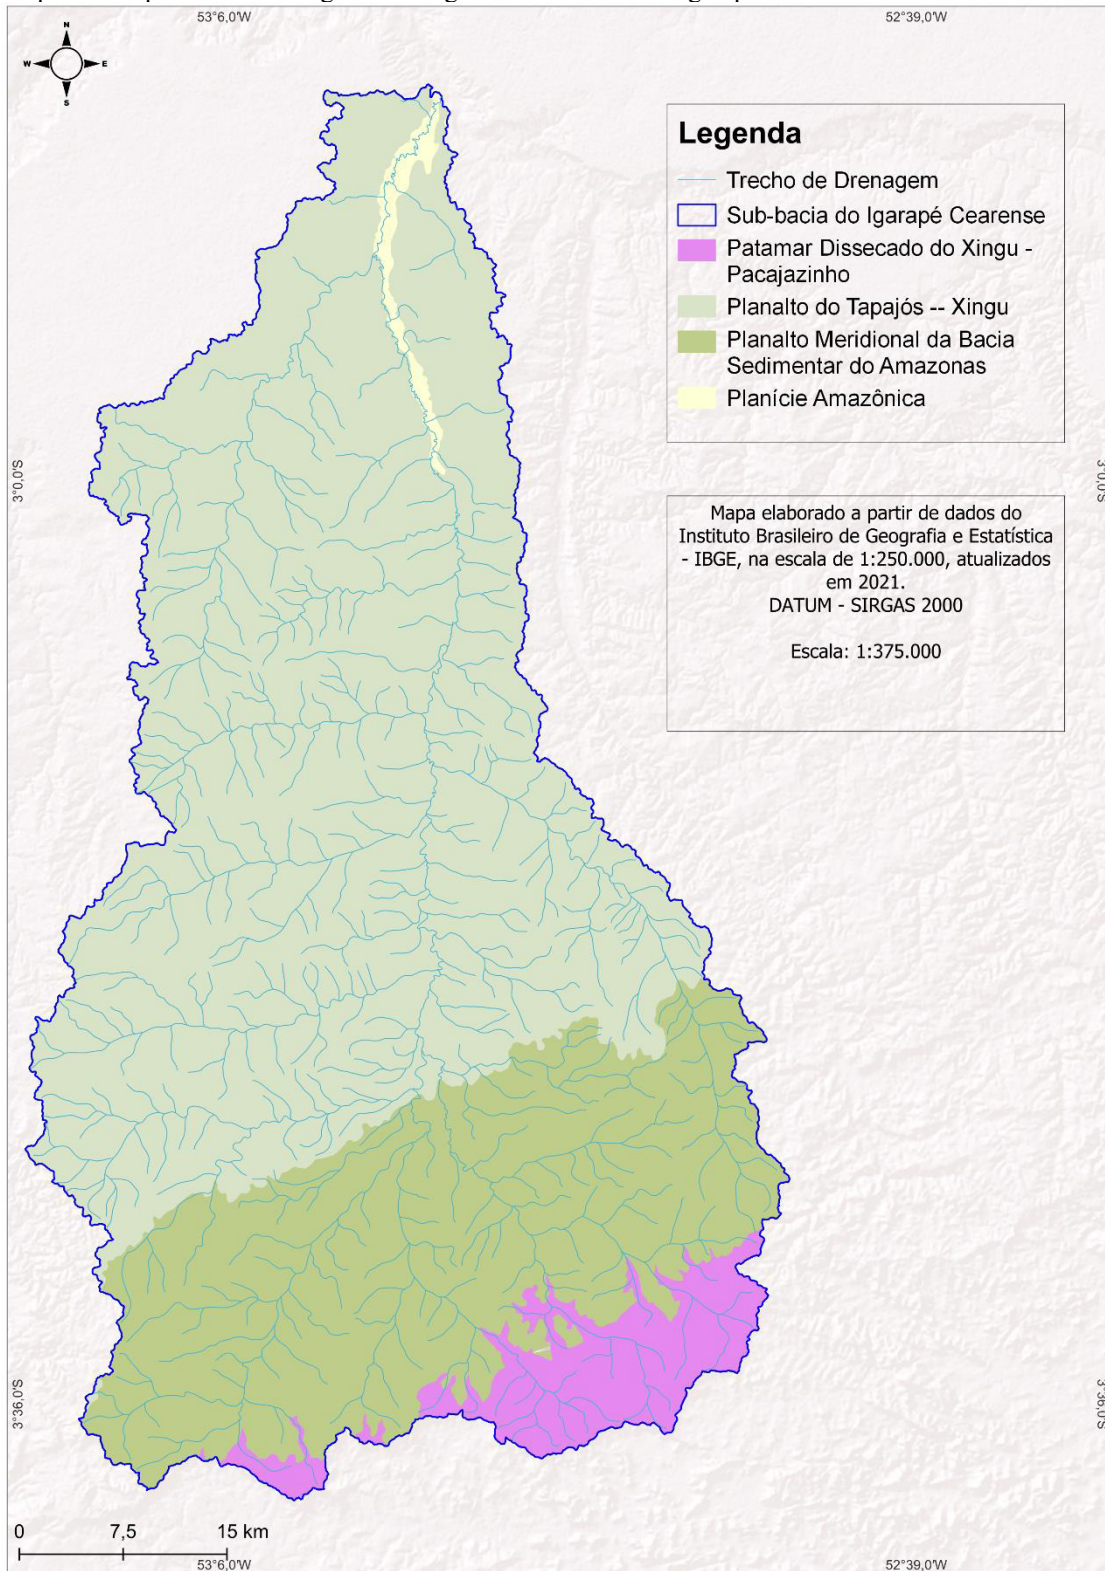 53°6,0'W
52°39,0'W
N
W
E
S
Legenda
Trecho de Drenagem
Sub-bacia do Igarapé Cearense
Patamar Dissecado do Xingu -
Pacajazinho
Planalto do Tapajós -- Xingu
Planalto Meridional da Bacia
Sedimentar do Amazonas
Planície Amazônica
3°0,0'S
3°0,0'S
Mapa elaborado a partir de dados do
Instituto Brasileiro de Geografia e Estatística
- IBGE, na escala de 1:250.000, atualizados
em 2021.
DATUM - SIRGAS 2000
Escala: 1:375.000
3°36,0'S
3°36,0'S
0
7,5
15 km
53°6,0'W
52°39,0'W